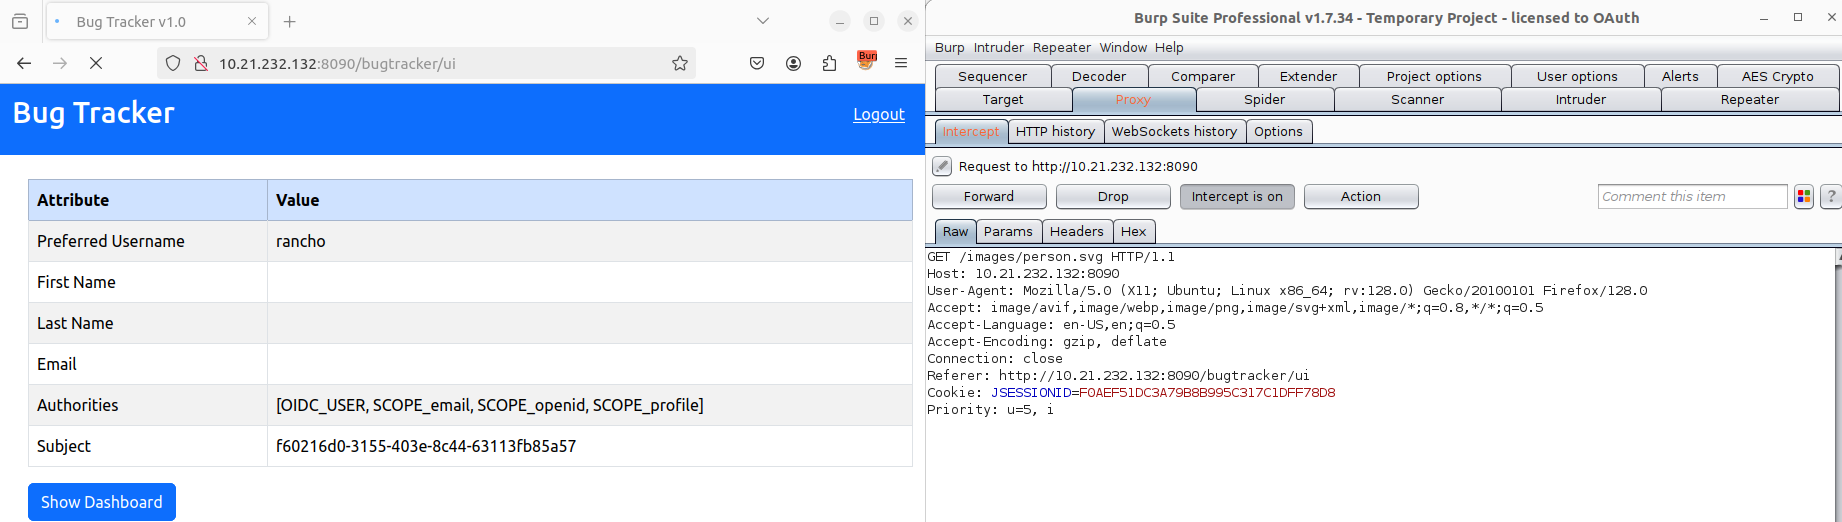 Bug Tracker v1.0
10.21.232.132:8090/bugtracker/ui
Bug Tracker
Logout
Attribute Value
Preferred Username rancho
First Name
Last Name
Email
Authorities [OIDC_USER, SCOPE_email, SCOPE_openid, SCOPE_profile]
Subject f60216d0-3155-403e-8c44-63113fb85a57
Show Dashboard
Burp Suite Professional v1.7.34 - Temporary Project - licensed to OAuth
Burp Intruder Repeater Window Help
Sequencer Decoder Comparer Extender Project options User options Alerts AES Crypto
Target Proxy Spider Scanner Intruder Repeater
Intercept HTTP history WebSockets history Options
Request to http://10.21.232.132:8090
Forward Drop Intercept is on Action Comment this item ?
Raw Params Headers Hex
GET /images/person.svg HTTP/1.1
Host: 10.21.232.132:8090
User-Agent: Mozilla/5.0 (X11; Ubuntu; Linux x86_64; rv:128.0) Gecko/20100101 Firefox/128.0
Accept: image/avif,image/webp,image/png,image/svg+xml,image/*;q=0.8,*/*;q=0.5
Accept-Language: en-US,en;q=0.5
Accept-Encoding: gzip, deflate
Connection: close
Referer: http://10.21.232.132:8090/bugtracker/ui
Cookie: JSESSIONID=F0AEF51DC3A79B8B995C317C1DFF78D8
Priority: u=5, i